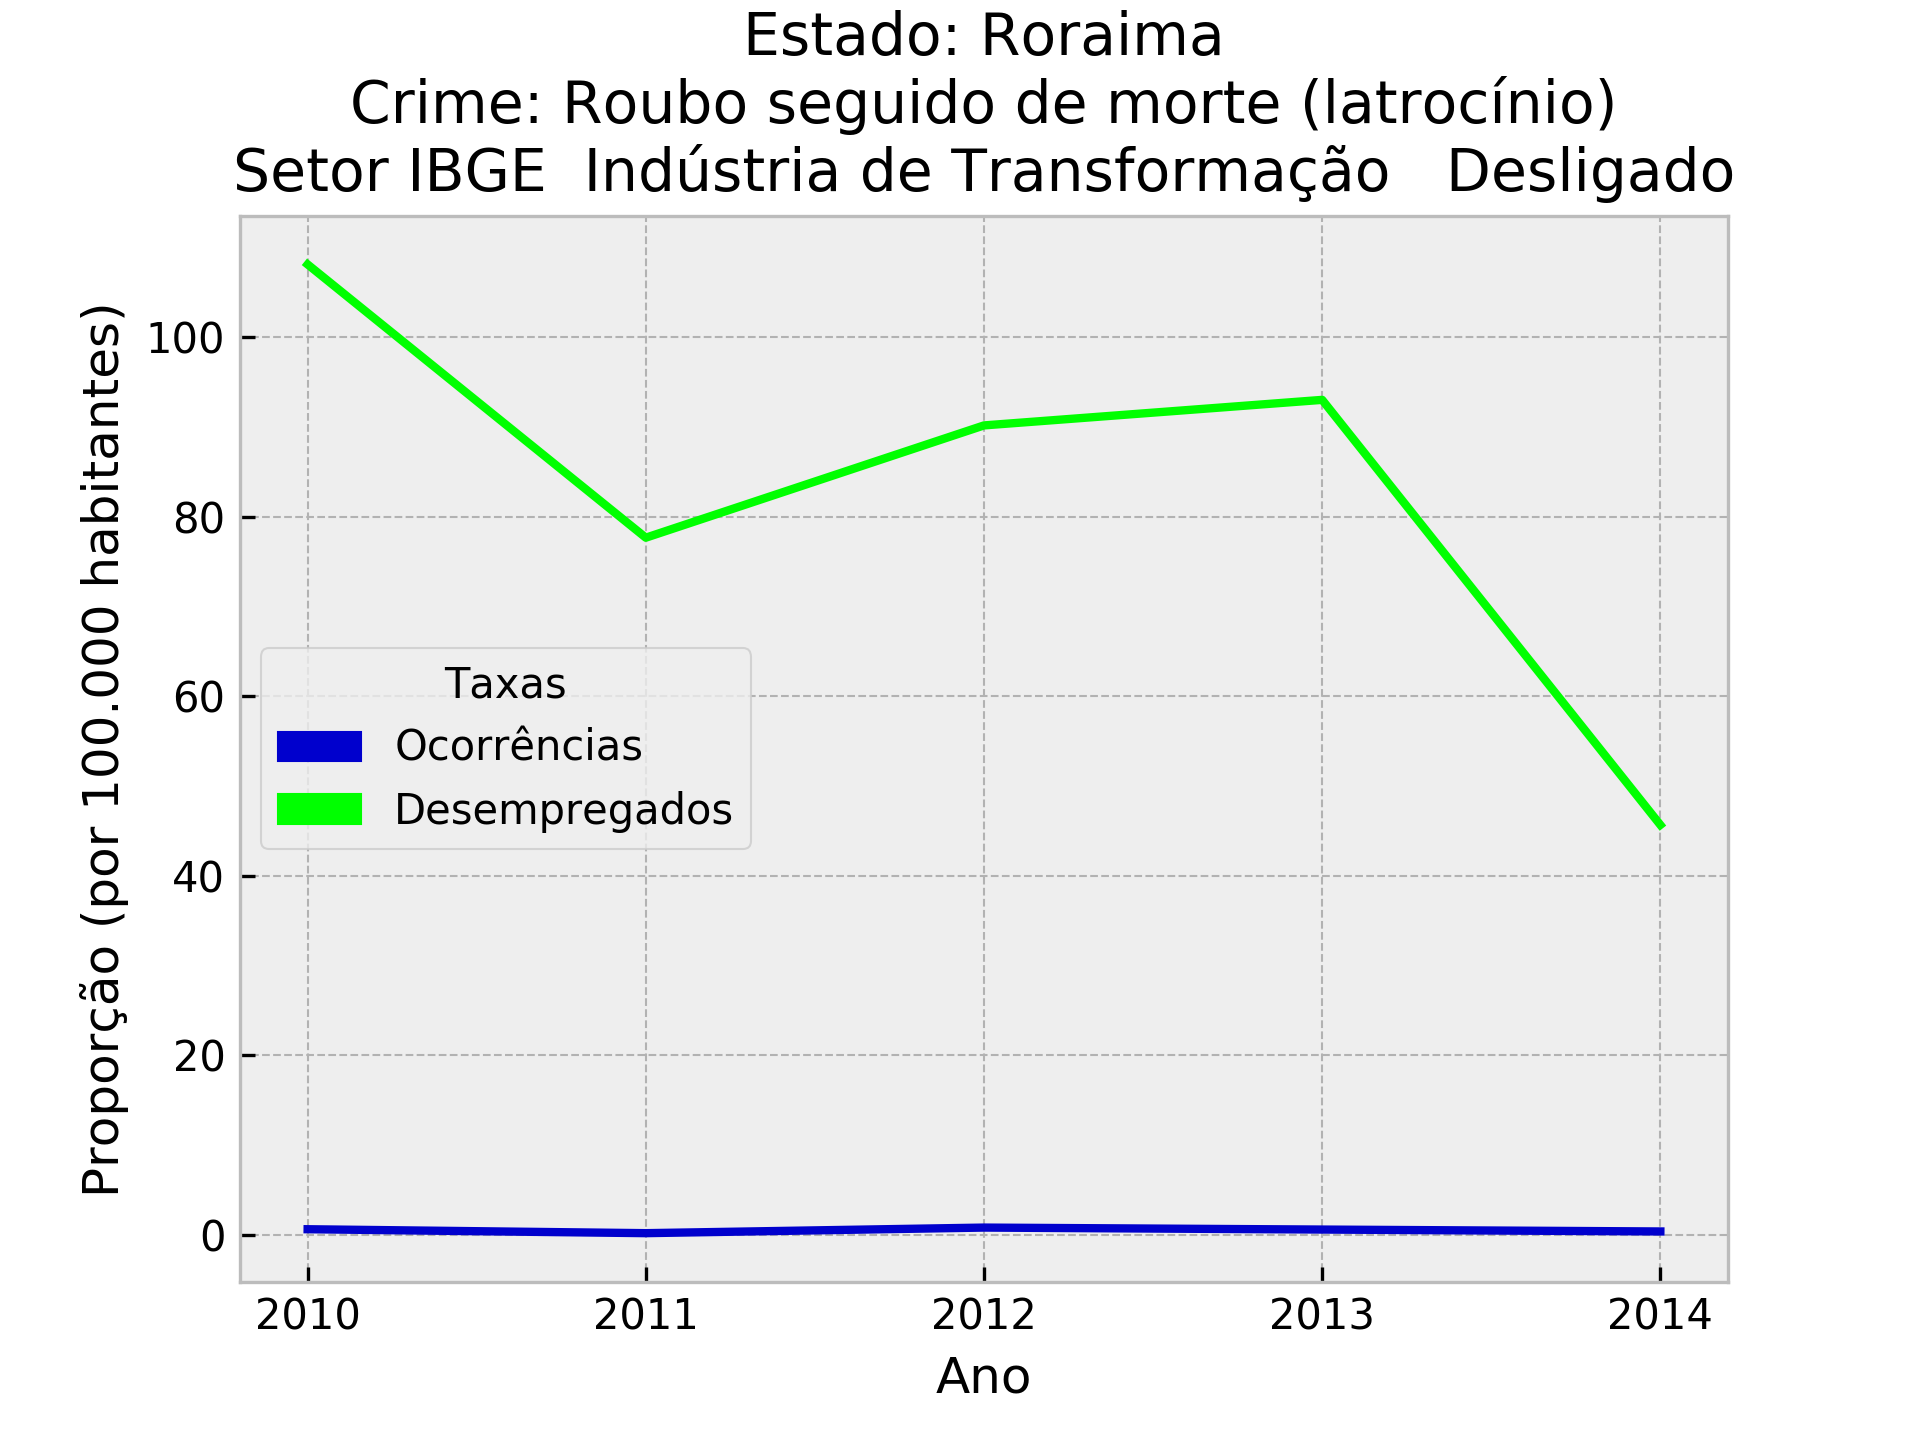 Estado: Roraima
Crime: Roubo seguido de morte (latrocínio)
Setor IBGE  Indústria de Transformação   Desligado
Proporção (por 100.000 habitantes)
100
80
60
40
20
0
Taxas
Ocorrências
Desempregados
2010 2011 2012 2013 2014
Ano